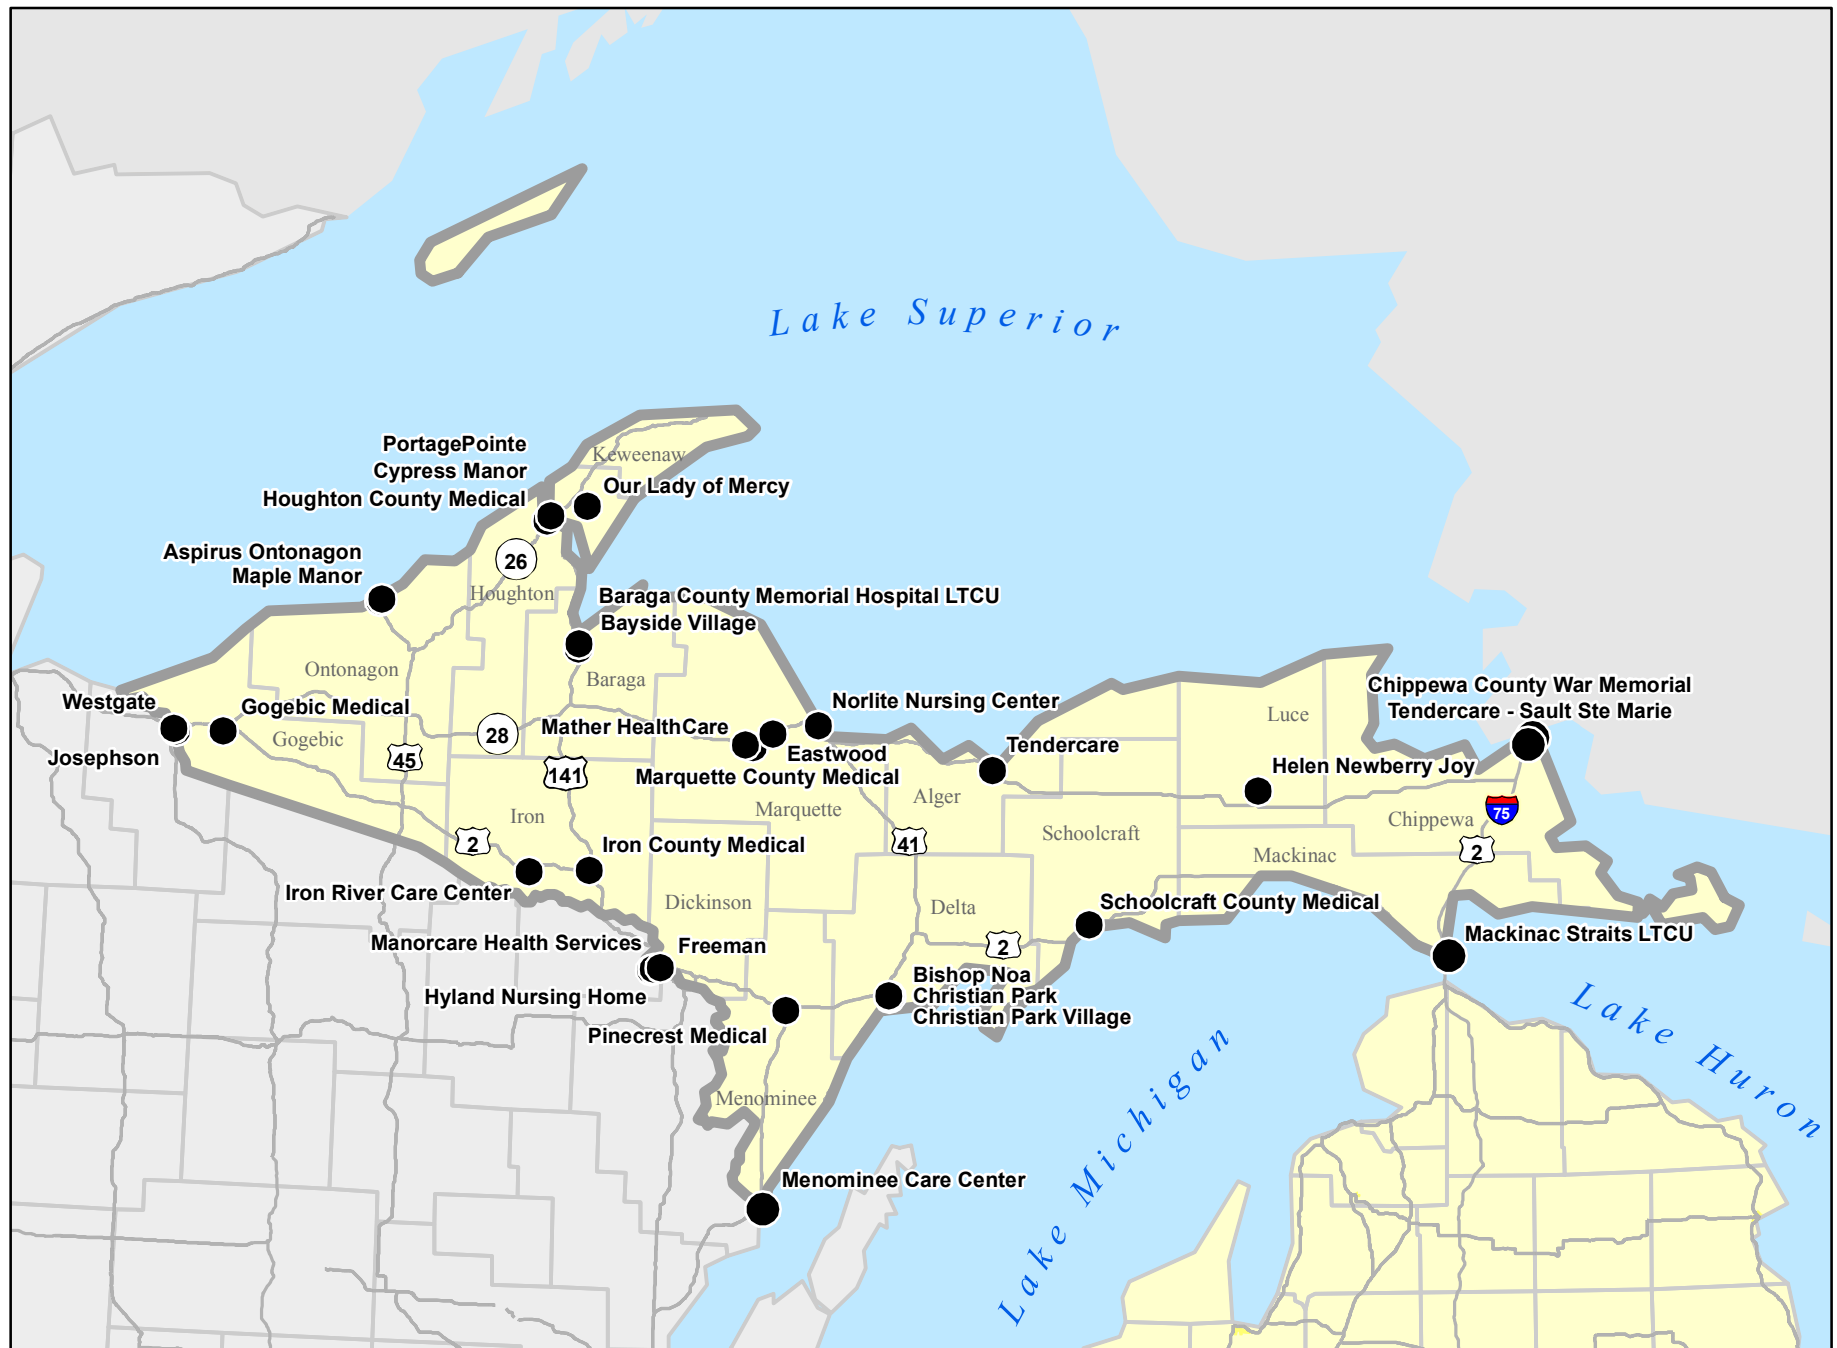 Lake Superior
PortagePointe
Keweenaw
Cypress Manor
Our Lady of Mercy
Houghton County Medical
Aspirus Ontonagon
26
Maple Manor
Houghton
Baraga County Memorial Hospital LTCU
Bayside Village
Ontonagon
Baraga
Westgate
Gogebic Medical
Norlite Nursing Center
Chippewa County War Memorial
Tendercare - Sault Ste Marie
Luce
Mather HealthCare
28
Gogebic
Josephson
45
Eastwood
Tendercare
141
Marquette County Medical
Helen Newberry Joy
Alger
Marquette
75
Iron
Chippewa
Schoolcraft
2
Iron County Medical
41
Mackinac
2
Iron River Care Center
Dickinson
Delta
Schoolcraft County Medical
Manorcare Health Services
Freeman
2
Mackinac Straits LTCU
Hyland Nursing Home
Bishop Noa
Christian Park
Christian Park Village
Pinecrest Medical
Lake Huron
Menominee
Lake Michigan
Menominee Care Center